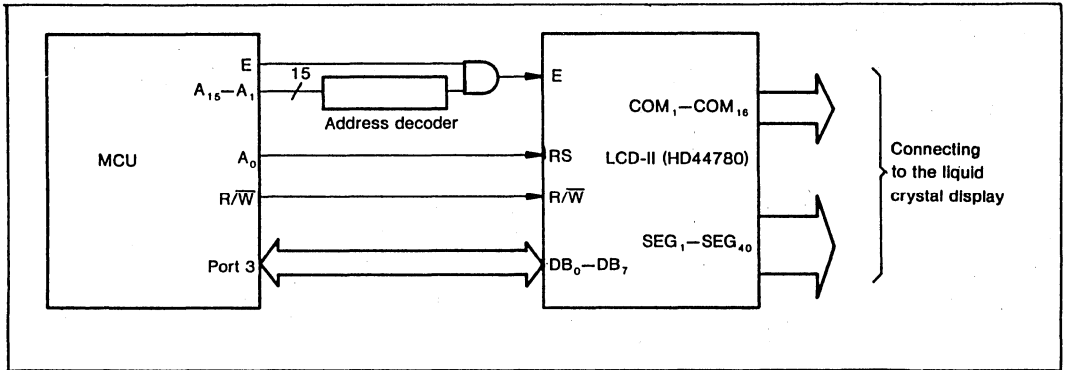 MCU
E
15
A₁₅–A₁
Address decoder
A₀
R/W̅
Port 3
E
RS
R/W̅
DB₀–DB₇
LCD-II (HD44780)
COM₁–COM₁₆
SEG₁–SEG₄₀
Connecting
to the liquid
crystal display